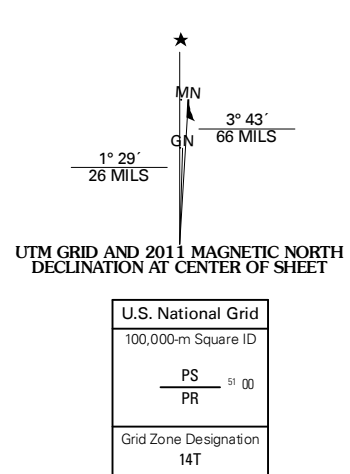 ★
MN
3° 43´
66 MILS
GN
1° 29´
26 MILS
UTM GRID AND 2011 MAGNETIC NORTH
DECLINATION AT CENTER OF SHEET
U.S. National Grid
100,000-m Square ID
PS
51 00
PR
Grid Zone Designation
14T